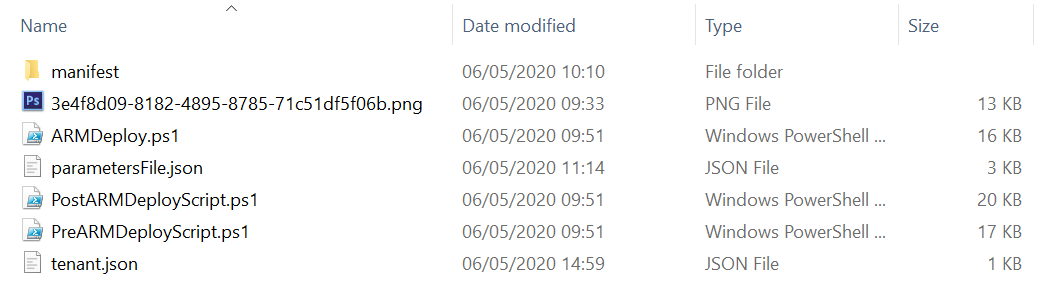 Name Date modified Type Size
manifest 06/05/2020 10:10 File folder
Ps 3e4f8d09-8182-4895-8785-71c51df5f06b.png 06/05/2020 09:33 PNG File 13 KB
ARMDeploy.ps1 06/05/2020 09:51 Windows PowerShell ... 16 KB
parametersFile.json 06/05/2020 11:14 JSON File 3 KB
PostARMDeployScript.ps1 06/05/2020 09:51 Windows PowerShell ... 20 KB
PreARMDeployScript.ps1 06/05/2020 09:51 Windows PowerShell ... 17 KB
tenant.json 06/05/2020 14:59 JSON File 1 KB